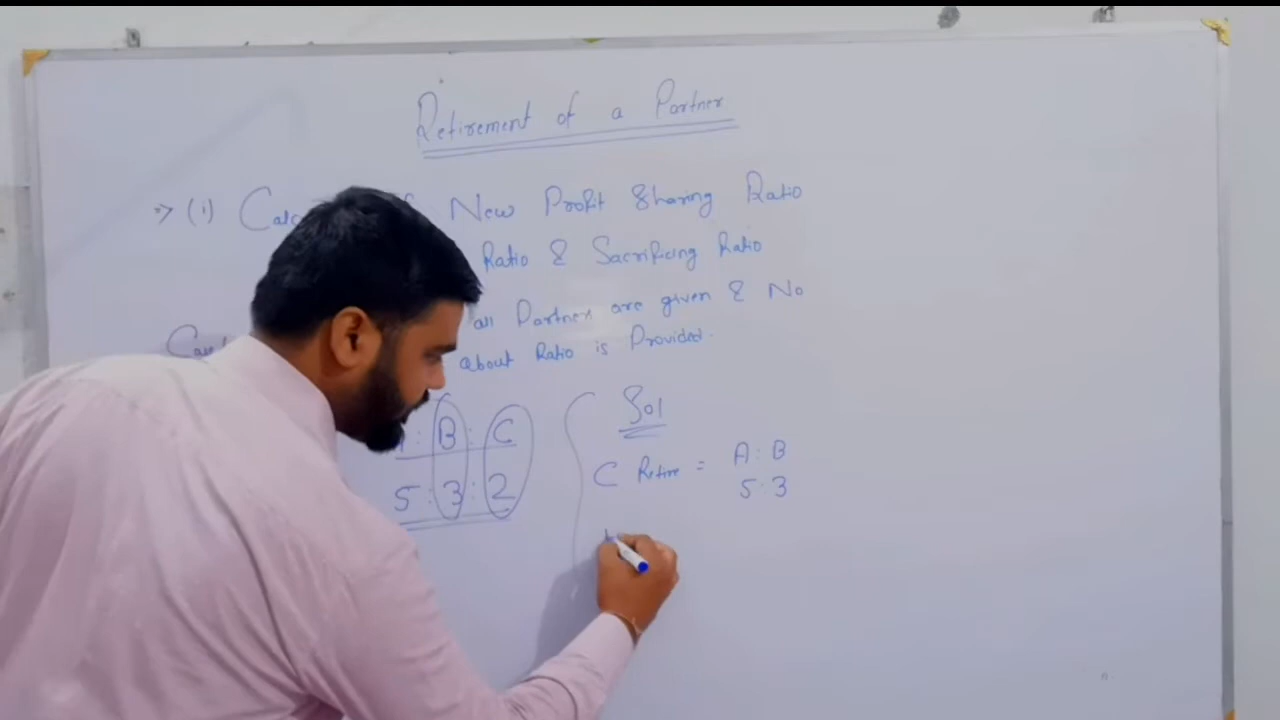 Retirement of a Partner
=> (1) New Profit Sharing Ratio
Ratio & Sacrificing Ratio
all Partner are given & No
about Ratio is Provided.
: B : C
5 : 3 : 2
Sol
C Retire = A : B
5 : 3